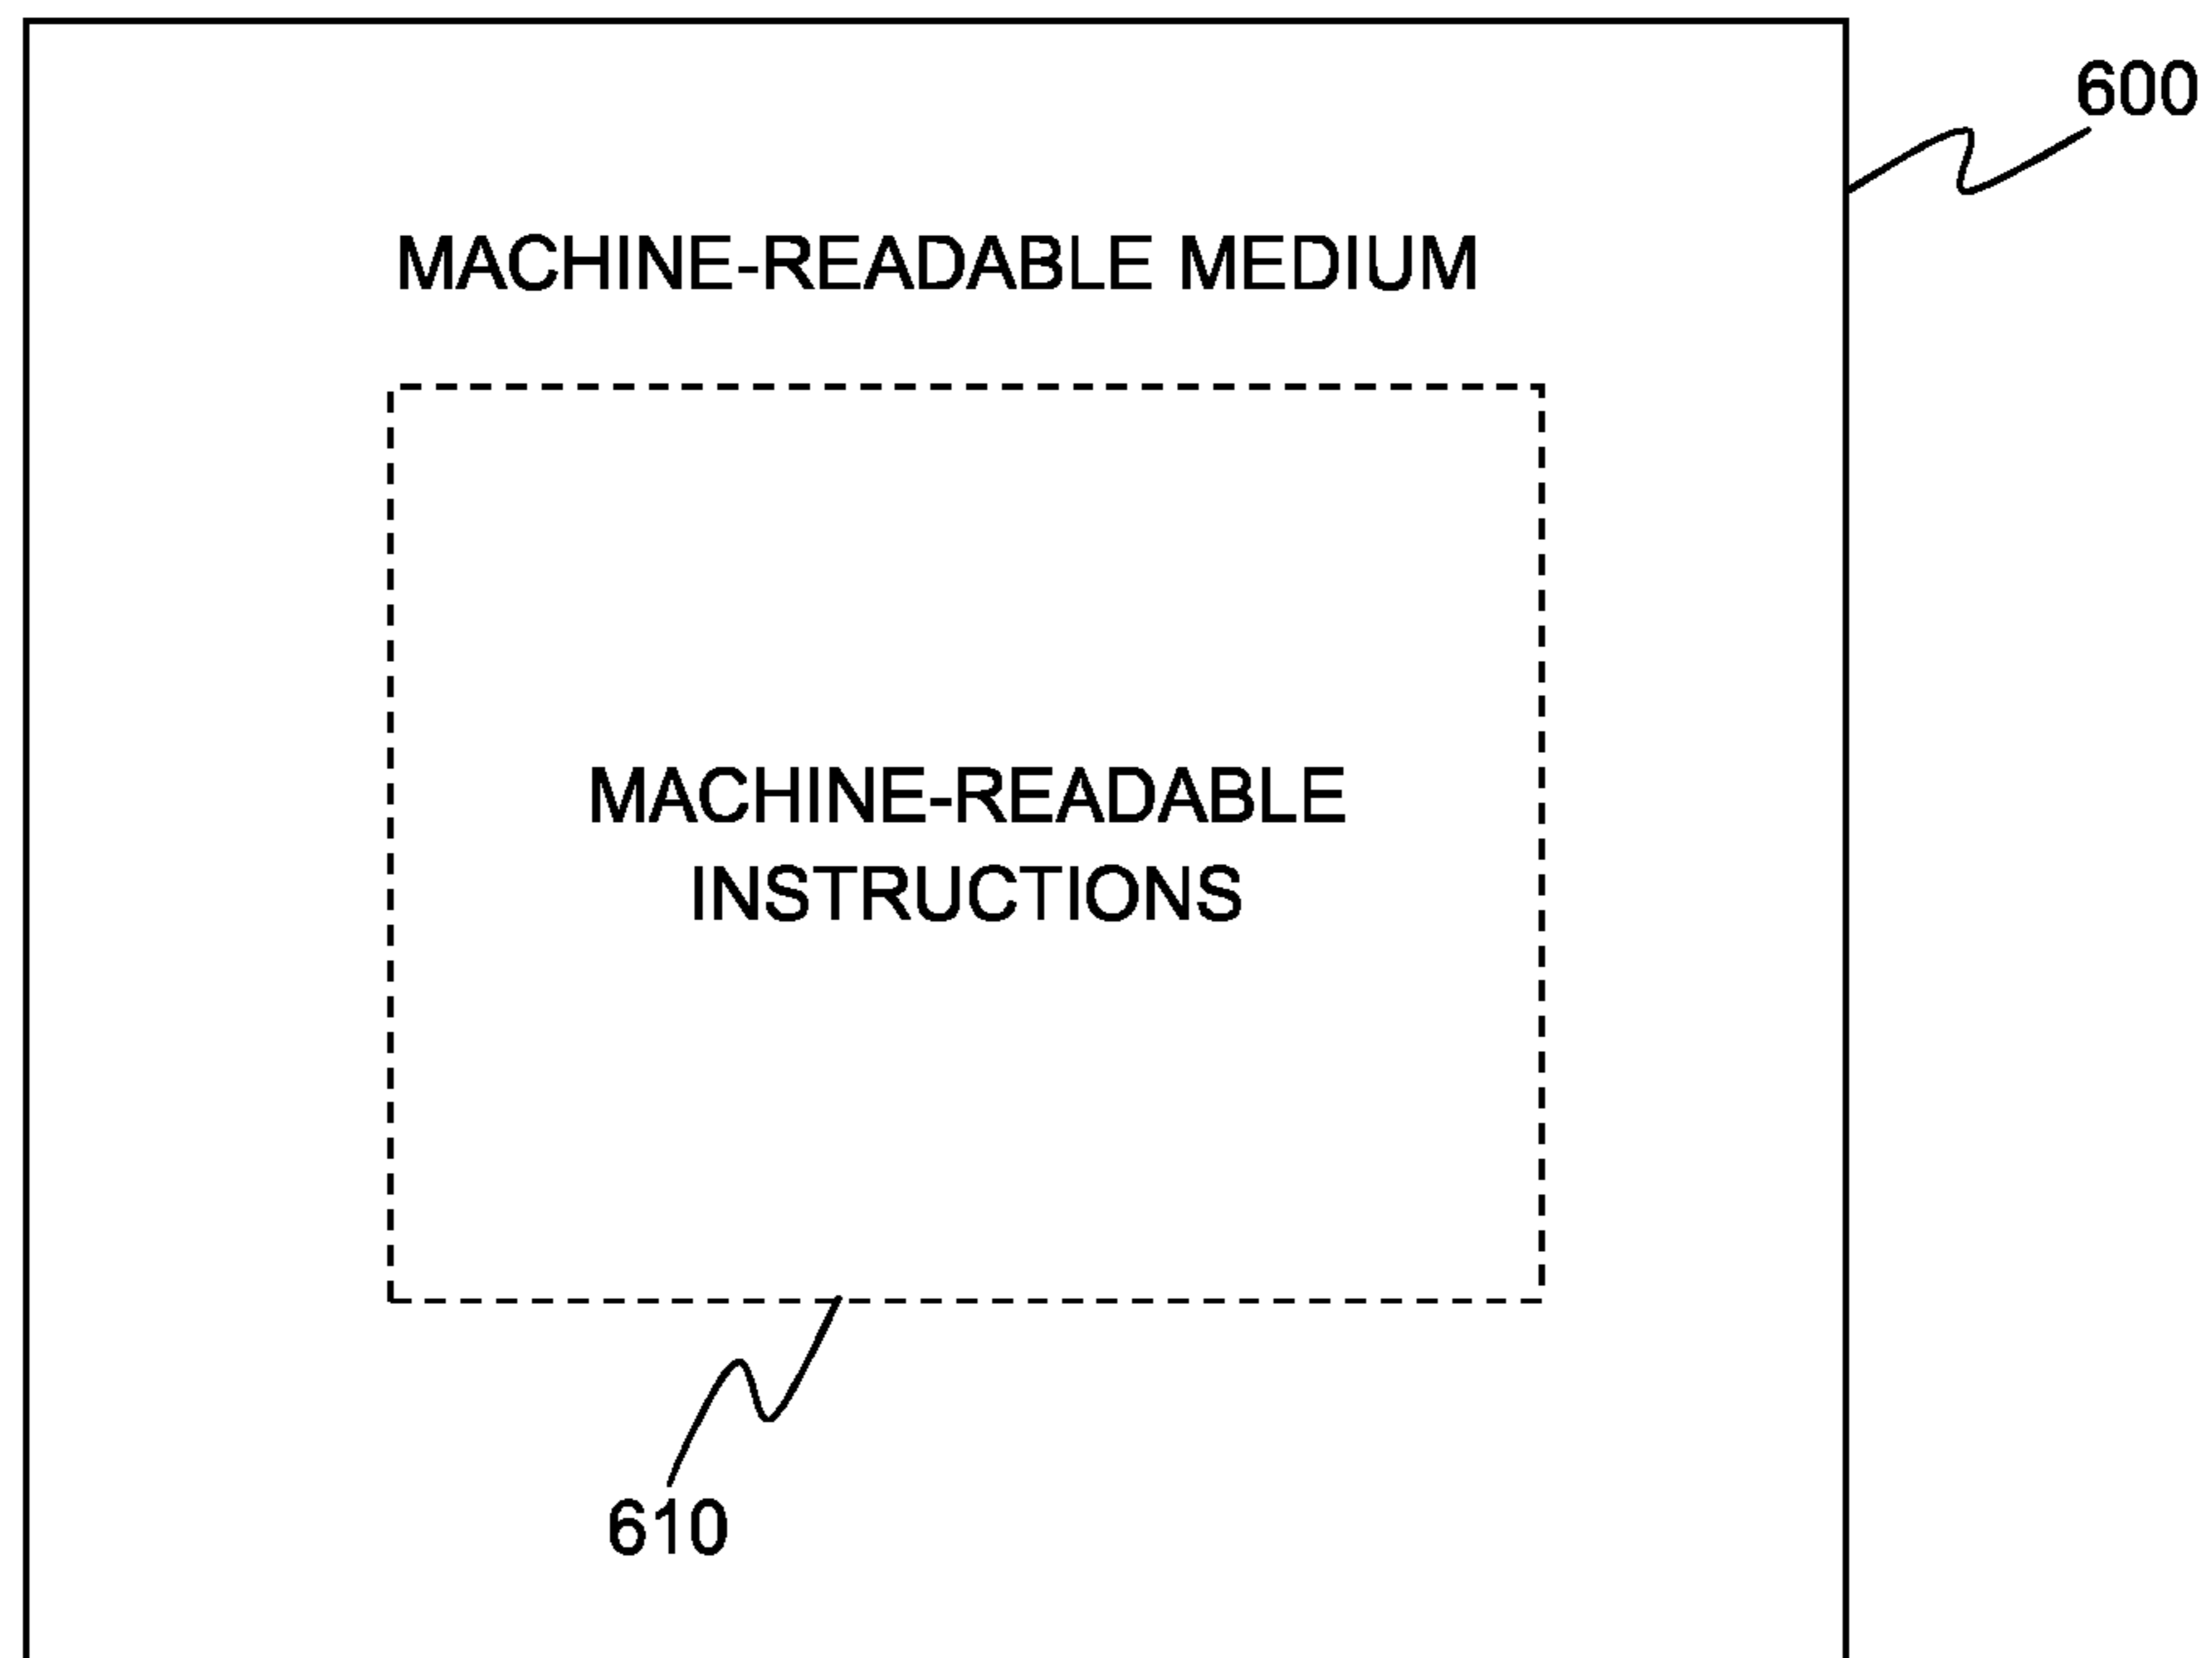 600
MACHINE-READABLE MEDIUM
MACHINE-READABLE
INSTRUCTIONS
610